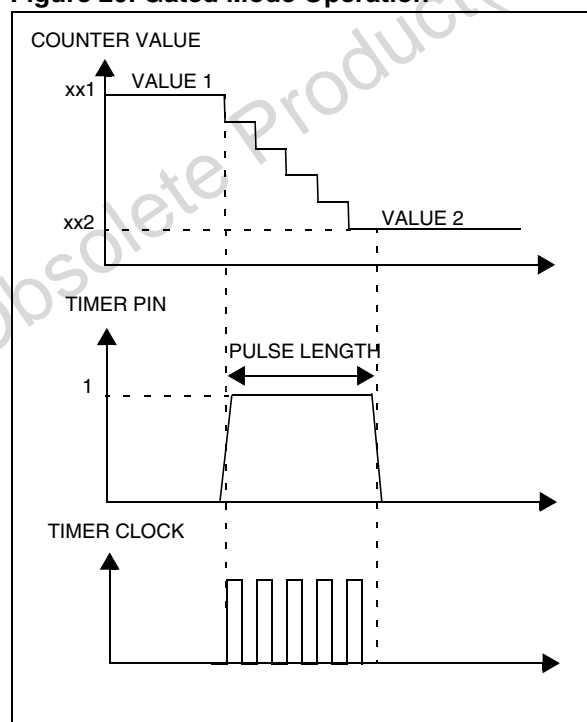 Figure 20. Gated Mode Operation
COUNTER VALUE
xx1
VALUE 1
xx2
VALUE 2
TIMER PIN
PULSE LENGTH
1
TIMER CLOCK
Obsolete Product(